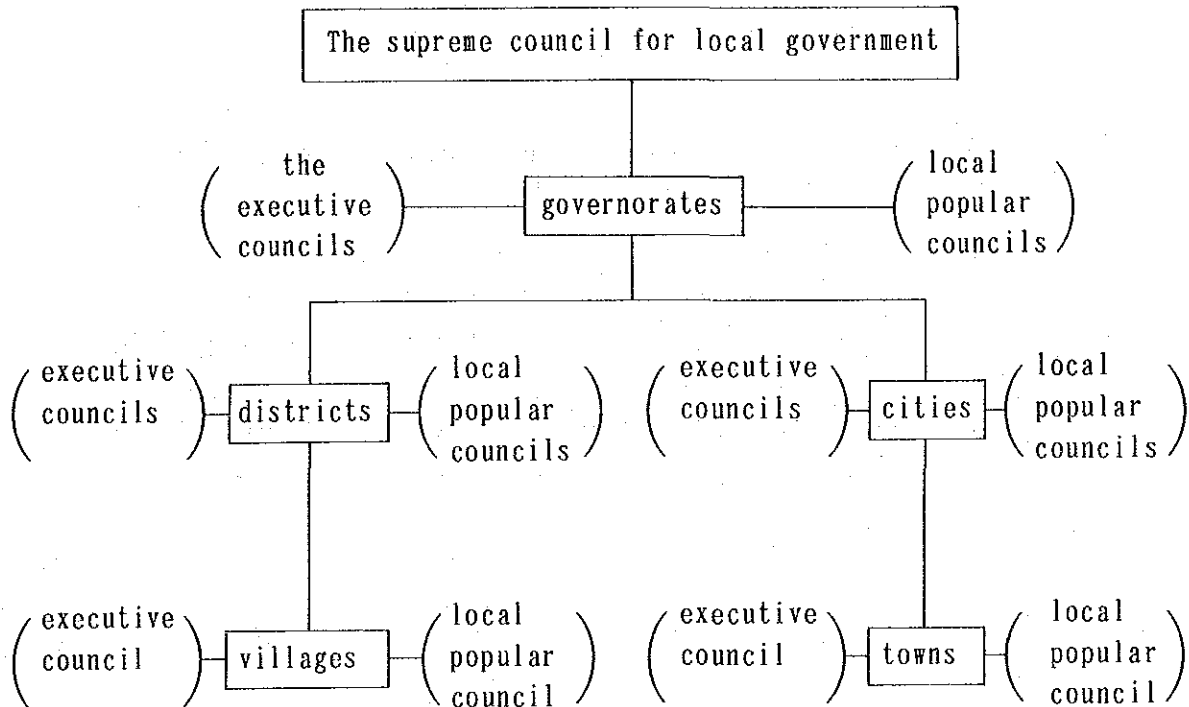 The supreme council for local government
the
executive
councils
governorates
local
popular
councils
executive
councils
districts
local
popular
councils
executive
councils
cities
local
popular
councils
executive
council
villages
local
popular
council
executive
council
towns
local
popular
council